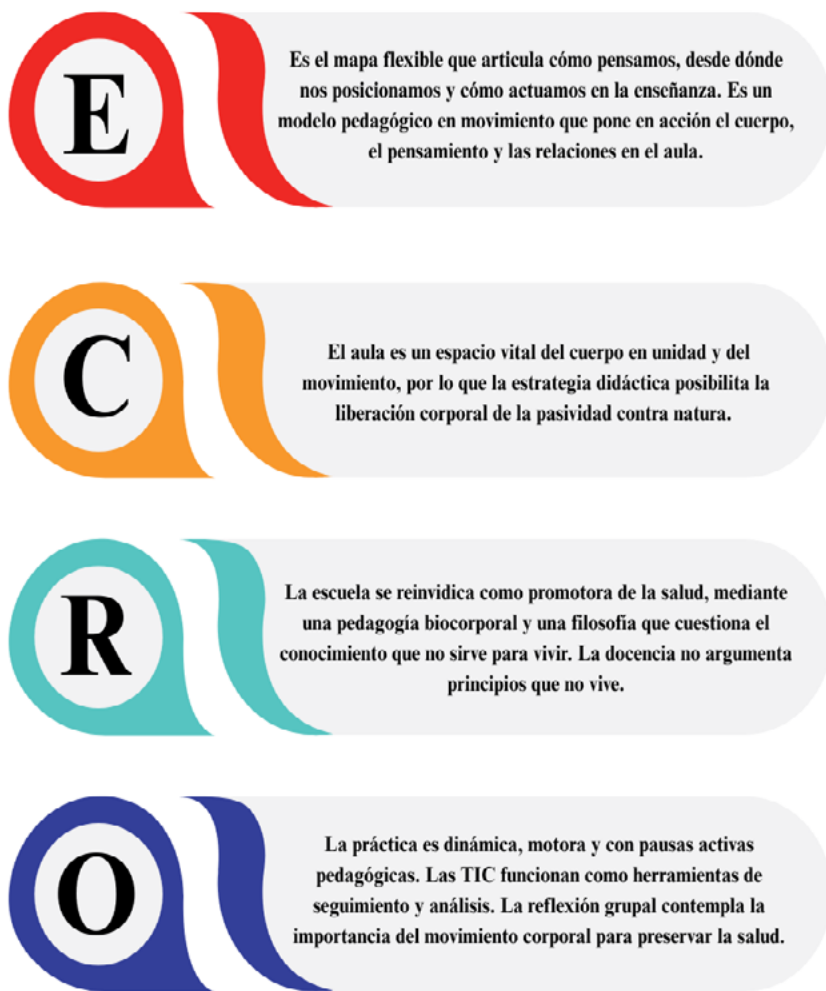 E
Es el mapa flexible que articula cómo pensamos, desde dónde
nos posicionamos y cómo actuamos en la enseñanza. Es un
modelo pedagógico en movimiento que pone en acción el cuerpo,
el pensamiento y las relaciones en el aula.
C
El aula es un espacio vital del cuerpo en unidad y del
movimiento, por lo que la estrategia didáctica posibilita la
liberación corporal de la pasividad contra natura.
R
La escuela se reinvidica como promotora de la salud, mediante
una pedagogía biocorporal y una filosofía que cuestiona el
conocimiento que no sirve para vivir. La docencia no argumenta
principios que no vive.
O
La práctica es dinámica, motora y con pausas activas
pedagógicas. Las TIC funcionan como herramientas de
seguimiento y análisis. La reflexión grupal contempla la
importancia del movimiento corporal para preservar la salud.